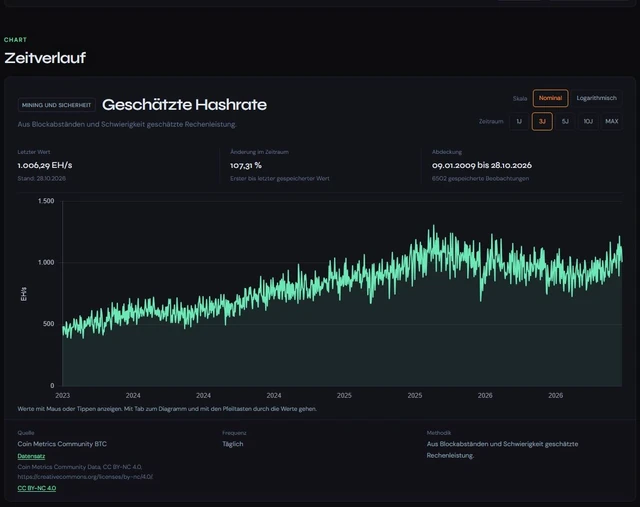 CHART
Zeitverlauf
MINING UND SICHERHEIT Geschätzte Hashrate
Skala Nominal Logarithmisch
Aus Blockabständen und Schwierigkeit geschätzte Rechenleistung.
Zeitraum 1J 3J 5J 10J MAX
Letzter Wert
1.006,29 EH/s
Stand: 28.10.2026
Änderung im Zeitraum
107,31 %
Erster bis letzter gespeicherter Wert
Abdeckung
09.01.2009 bis 28.10.2026
6502 gespeicherte Beobachtungen
1.500
1.000
EH/s
500
0
2023 2024 2024 2024 2025 2025 2026 2026
Werte mit Maus oder Tippen anzeigen. Mit Tab zum Diagramm und mit den Pfeiltasten durch die Werte gehen.
Quelle
Coin Metrics Community BTC
Datensatz
Coin Metrics Community Data, CC BY-NC 4.0,
https://creativecommons.org/licenses/by-nc/4.0/
CC BY-NC 4.0
Frequenz
Täglich
Methodik
Aus Blockabständen und Schwierigkeit geschätzte
Rechenleistung.